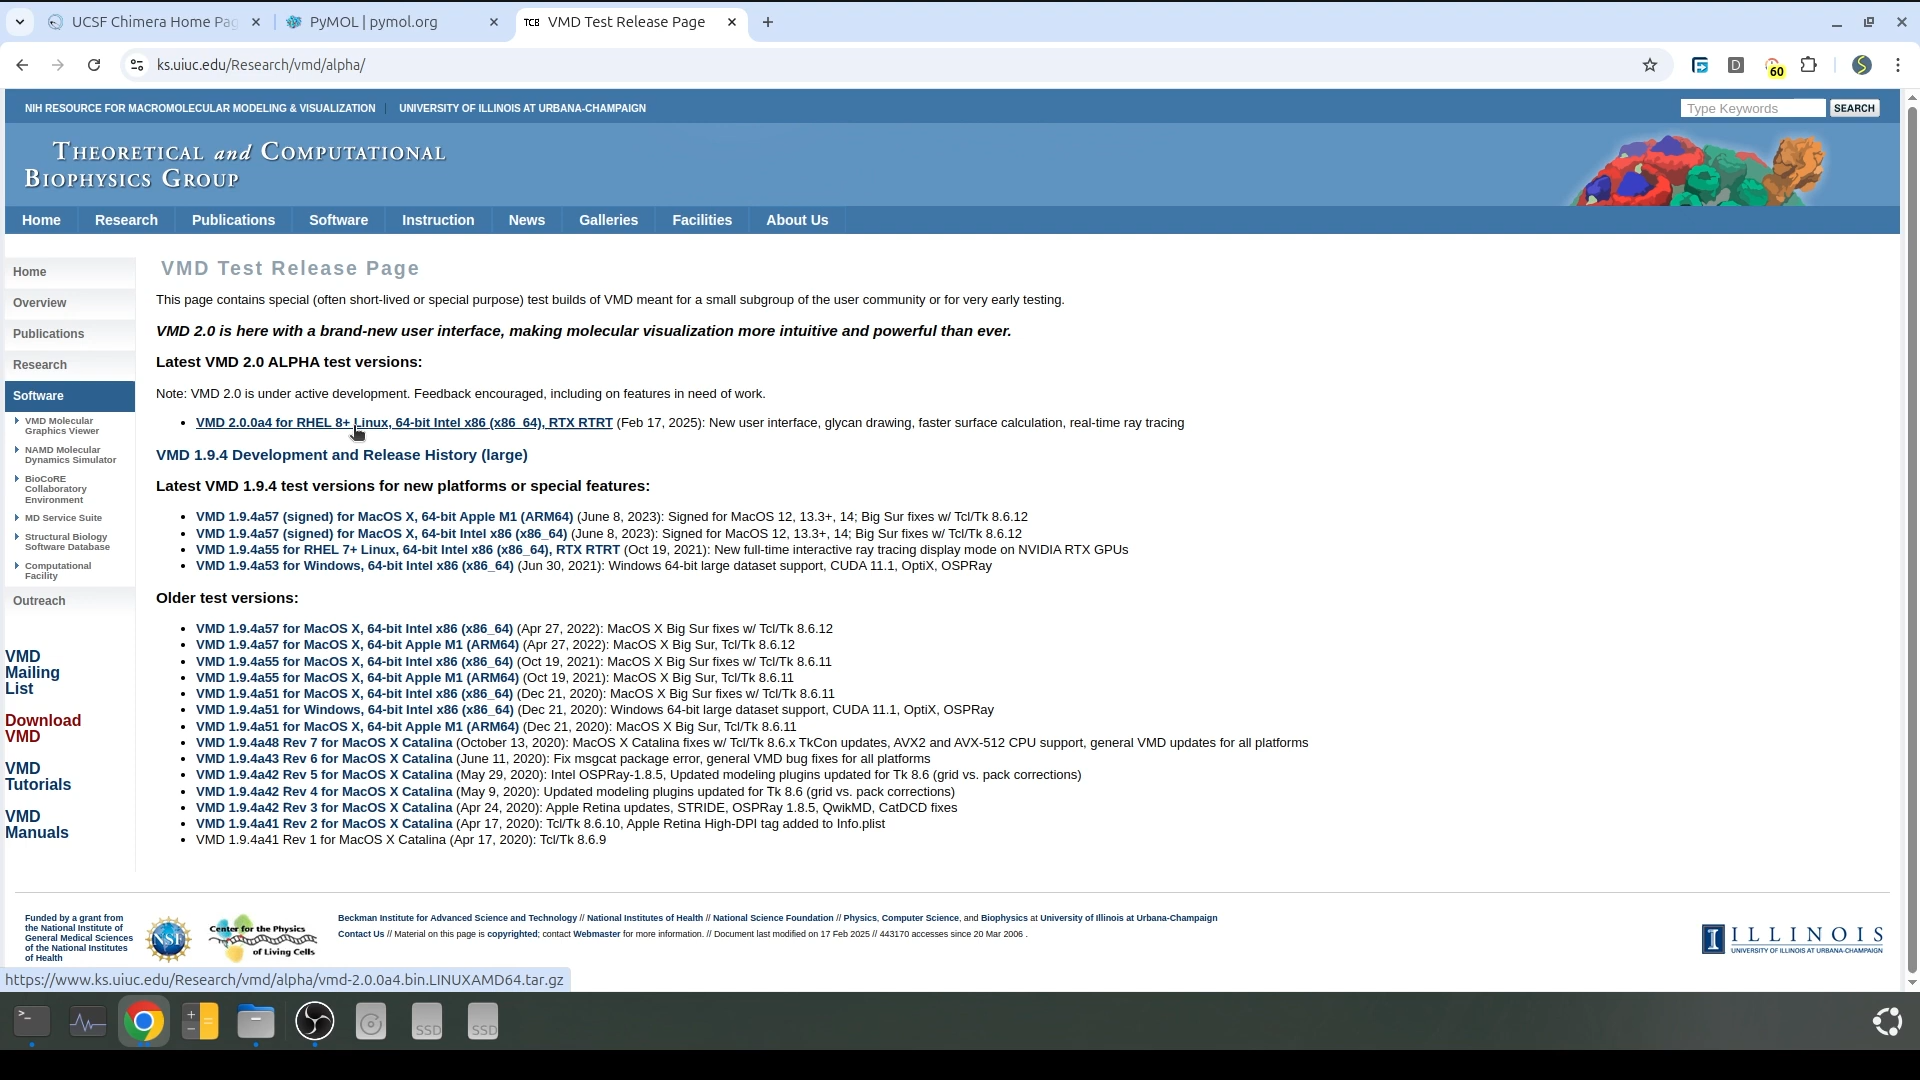 UCSF Chimera Home Pag
PyMOL | pymol.org
TCB VMD Test Release Page
ks.uiuc.edu/Research/vmd/alpha/
D
60
S
NIH RESOURCE FOR MACROMOLECULAR MODELING & VISUALIZATION | UNIVERSITY OF ILLINOIS AT URBANA-CHAMPAIGN
Type Keywords
SEARCH
THEORETICAL and COMPUTATIONAL
BIOPHYSICS GROUP
Home Research Publications Software Instruction News Galleries Facilities About Us
Home
Overview
Publications
Research
Software
VMD Molecular
Graphics Viewer
NAMD Molecular
Dynamics Simulator
BioCoRE
Collaboratory
Environment
MD Service Suite
Structural Biology
Software Database
Computational
Facility
Outreach
VMD
Mailing
List
Download
VMD
VMD
Tutorials
VMD
Manuals
VMD Test Release Page
This page contains special (often short-lived or special purpose) test builds of VMD meant for a small subgroup of the user community or for very early testing.
VMD 2.0 is here with a brand-new user interface, making molecular visualization more intuitive and powerful than ever.
Latest VMD 2.0 ALPHA test versions:
Note: VMD 2.0 is under active development. Feedback encouraged, including on features in need of work.
• VMD 2.0.0a4 for RHEL 8+ Linux, 64-bit Intel x86 (x86_64), RTX RTRT (Feb 17, 2025): New user interface, glycan drawing, faster surface calculation, real-time ray tracing
VMD 1.9.4 Development and Release History (large)
Latest VMD 1.9.4 test versions for new platforms or special features:
• VMD 1.9.4a57 (signed) for MacOS X, 64-bit Apple M1 (ARM64) (June 8, 2023): Signed for MacOS 12, 13.3+, 14; Big Sur fixes w/ Tcl/Tk 8.6.12
• VMD 1.9.4a57 (signed) for MacOS X, 64-bit Intel x86 (x86_64) (June 8, 2023): Signed for MacOS 12, 13.3+, 14; Big Sur fixes w/ Tcl/Tk 8.6.12
• VMD 1.9.4a55 for RHEL 7+ Linux, 64-bit Intel x86 (x86_64), RTX RTRT (Oct 19, 2021): New full-time interactive ray tracing display mode on NVIDIA RTX GPUs
• VMD 1.9.4a53 for Windows, 64-bit Intel x86 (x86_64) (Jun 30, 2021): Windows 64-bit large dataset support, CUDA 11.1, OptiX, OSPRay
Older test versions:
• VMD 1.9.4a57 for MacOS X, 64-bit Intel x86 (x86_64) (Apr 27, 2022): MacOS X Big Sur fixes w/ Tcl/Tk 8.6.12
• VMD 1.9.4a57 for MacOS X, 64-bit Apple M1 (ARM64) (Apr 27, 2022): MacOS X Big Sur, Tcl/Tk 8.6.12
• VMD 1.9.4a55 for MacOS X, 64-bit Intel x86 (x86_64) (Oct 19, 2021): MacOS X Big Sur fixes w/ Tcl/Tk 8.6.11
• VMD 1.9.4a55 for MacOS X, 64-bit Apple M1 (ARM64) (Oct 19, 2021): MacOS X Big Sur, Tcl/Tk 8.6.11
• VMD 1.9.4a51 for MacOS X, 64-bit Intel x86 (x86_64) (Dec 21, 2020): MacOS X Big Sur fixes w/ Tcl/Tk 8.6.11
• VMD 1.9.4a51 for Windows, 64-bit Intel x86 (x86_64) (Dec 21, 2020): Windows 64-bit large dataset support, CUDA 11.1, OptiX, OSPRay
• VMD 1.9.4a51 for MacOS X, 64-bit Apple M1 (ARM64) (Dec 21, 2020): MacOS X Big Sur, Tcl/Tk 8.6.11
• VMD 1.9.4a48 Rev 7 for MacOS X Catalina (October 13, 2020): MacOS X Catalina fixes w/ Tcl/Tk 8.6.x TkCon updates, AVX2 and AVX-512 CPU support, general VMD updates for all platforms
• VMD 1.9.4a43 Rev 6 for MacOS X Catalina (June 11, 2020): Fix msgcat package error, general VMD bug fixes for all platforms
• VMD 1.9.4a42 Rev 5 for MacOS X Catalina (May 29, 2020): Intel OSPRay-1.8.5, Updated modeling plugins updated for Tk 8.6 (grid vs. pack corrections)
• VMD 1.9.4a42 Rev 4 for MacOS X Catalina (May 9, 2020): Updated modeling plugins updated for Tk 8.6 (grid vs. pack corrections)
• VMD 1.9.4a42 Rev 3 for MacOS X Catalina (Apr 24, 2020): Apple Retina updates, STRIDE, OSPRay 1.8.5, QwikMD, CatDCD fixes
• VMD 1.9.4a41 Rev 2 for MacOS X Catalina (Apr 17, 2020): Tcl/Tk 8.6.10, Apple Retina High-DPI tag added to Info.plist
• VMD 1.9.4a41 Rev 1 for MacOS X Catalina (Apr 17, 2020): Tcl/Tk 8.6.9
Funded by a grant from
the National Institute of
General Medical Sciences
of the National Institutes
of Health
NSF
Center for the Physics
of Living Cells
Beckman Institute for Advanced Science and Technology // National Institutes of Health // National Science Foundation // Physics, Computer Science, and Biophysics at University of Illinois at Urbana-Champaign
Contact Us // Material on this page is copyrighted; contact Webmaster for more information. // Document last modified on 17 Feb 2025 // 443170 accesses since 20 Mar 2006 .
I ILLINOIS
UNIVERSITY OF ILLINOIS AT URBANA-CHAMPAIGN
https://www.ks.uiuc.edu/Research/vmd/alpha/vmd-2.0.0a4.bin.LINUXAMD64.tar.gz
SSD
SSD